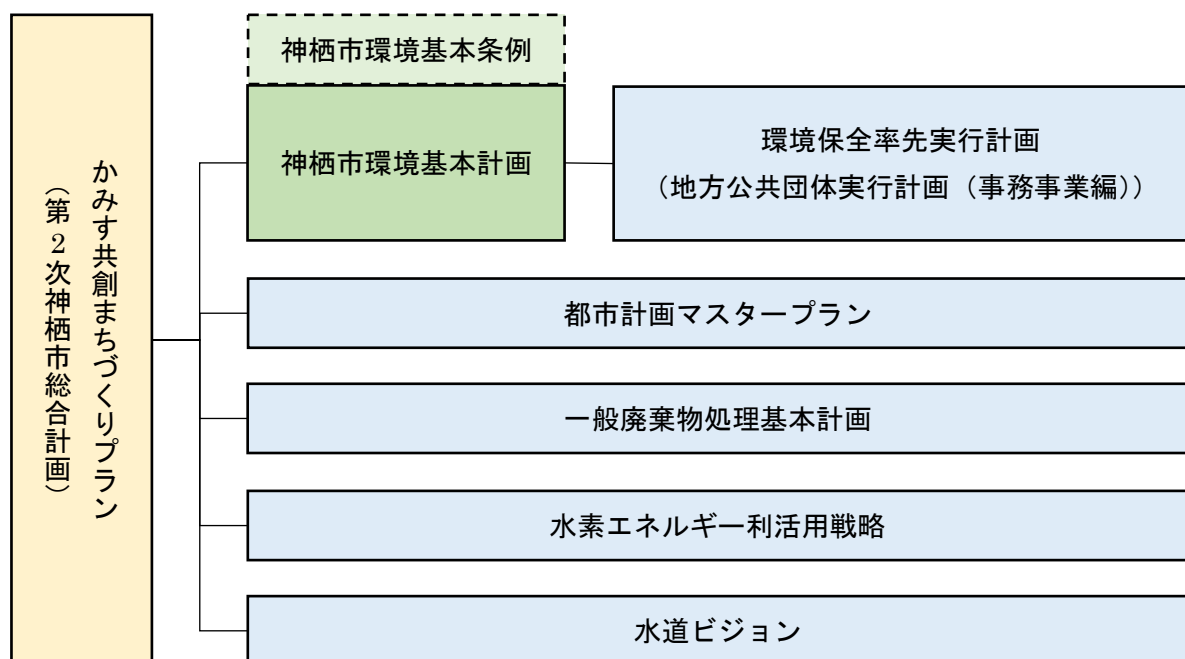 かみす共創まちづくりプラン
（第２次神栖市総合計画）
神栖市環境基本条例
神栖市環境基本計画
環境保全率先実行計画
（地方公共団体実行計画（事務事業編））
都市計画マスタープラン
一般廃棄物処理基本計画
水素エネルギー利活用戦略
水道ビジョン